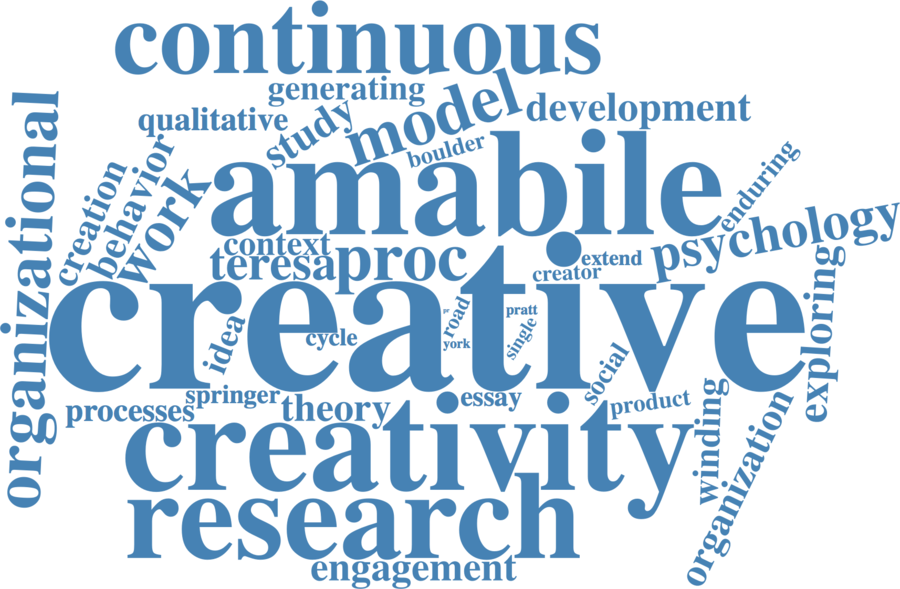 continuous
generating
model
development
qualitative
study
boulder
organizational
creation
behavior
work
amabile
enduring
context
teresa
proc
psychology
creator
extend
creative
exploring
idea
cycle
pr
road
york
pratt
single
social
springer
processes
theory
essay
product
creativity
winding
organization
research
engagement